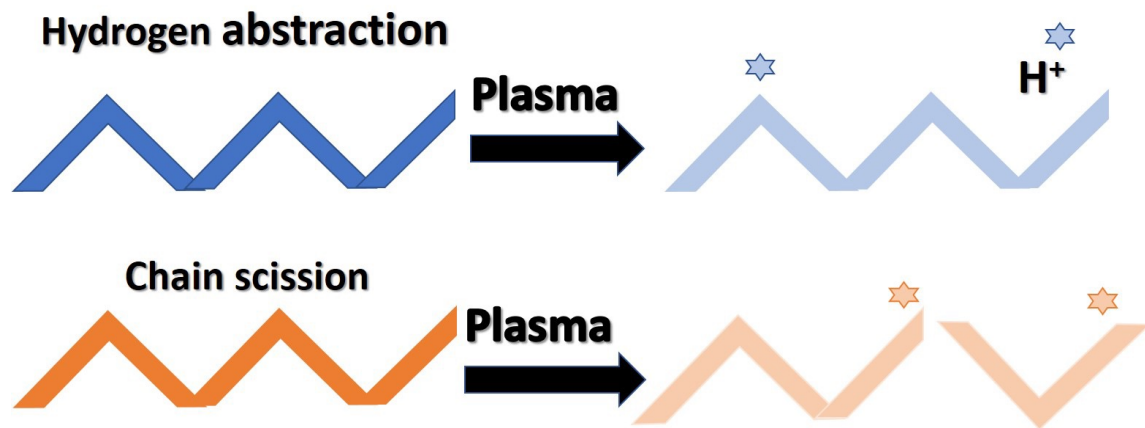 Hydrogen abstraction
Plasma
H⁺
Chain scission
Plasma